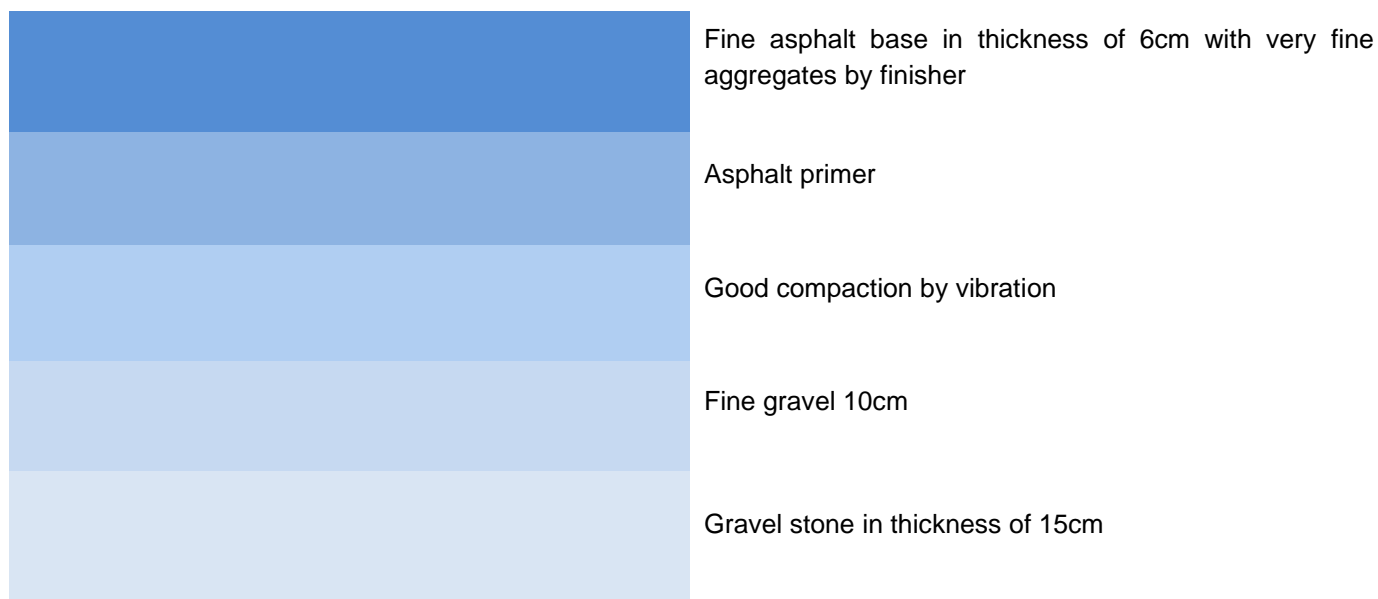 Fine asphalt base in thickness of 6cm with very fine
aggregates by finisher
Asphalt primer
Good compaction by vibration
Fine gravel 10cm
Gravel stone in thickness of 15cm